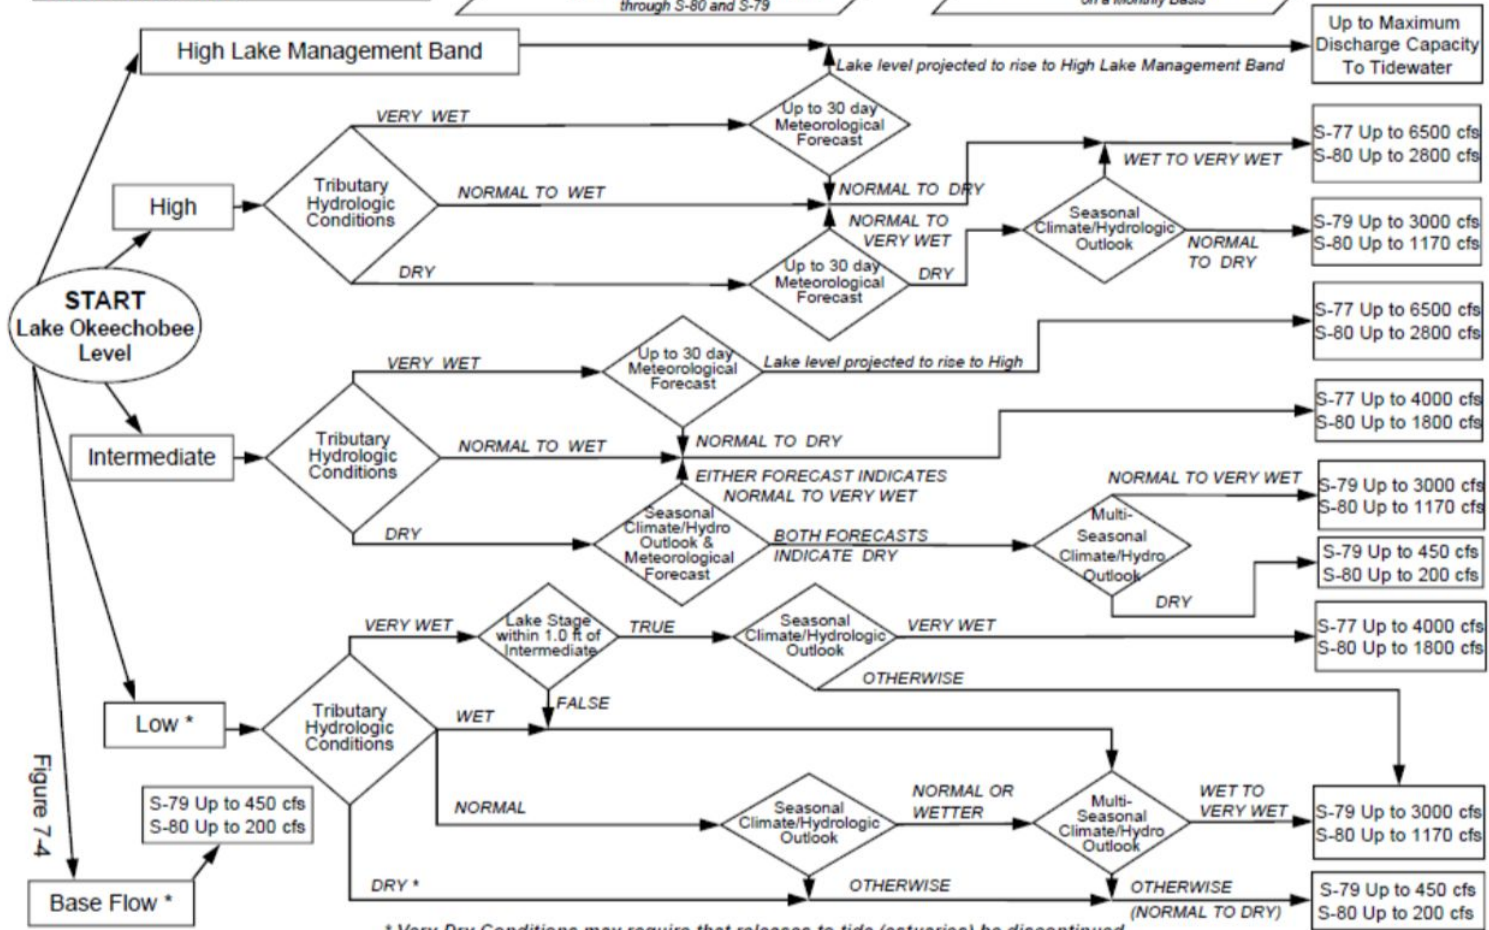 through S-80 and S-79
on a Monthly Basis
High Lake Management Band
Up to Maximum
Discharge Capacity
To Tidewater
Lake level projected to rise to High Lake Management Band
VERY WET
Up to 30 day
Meteorological
Forecast
S-77 Up to 6500 cfs
S-80 Up to 2800 cfs
WET TO VERY WET
High
Tributary
Hydrologic
Conditions
NORMAL TO WET
NORMAL TO DRY
NORMAL TO
VERY WET
Seasonal
Climate/Hydrologic
Outlook
NORMAL
TO DRY
S-79 Up to 3000 cfs
S-80 Up to 1170 cfs
DRY
Up to 30 day
Meteorological
Forecast
DRY
START
Lake Okeechobee
Level
S-77 Up to 6500 cfs
S-80 Up to 2800 cfs
VERY WET
Up to 30 day
Meteorological
Forecast
Lake level projected to rise to High
S-77 Up to 4000 cfs
S-80 Up to 1800 cfs
Intermediate
Tributary
Hydrologic
Conditions
NORMAL TO WET
NORMAL TO DRY
EITHER FORECAST INDICATES
NORMAL TO VERY WET
NORMAL TO VERY WET
S-79 Up to 3000 cfs
S-80 Up to 1170 cfs
DRY
Seasonal
Climate/Hydro
Outlook &
Meteorological
Forecast
BOTH FORECASTS
INDICATE DRY
Multi-
Seasonal
Climate/Hydro
Outlook
S-79 Up to 450 cfs
S-80 Up to 200 cfs
DRY
VERY WET
Lake Stage
within 1.0 ft of
Intermediate
TRUE
Seasonal
Climate/Hydrologic
Outlook
VERY WET
S-77 Up to 4000 cfs
S-80 Up to 1800 cfs
OTHERWISE
FALSE
Low *
Tributary
Hydrologic
Conditions
WET
NORMAL
Seasonal
Climate/Hydrologic
Outlook
NORMAL OR
WETTER
Multi-
Seasonal
Climate/Hydro
Outlook
WET TO
VERY WET
S-79 Up to 3000 cfs
S-80 Up to 1170 cfs
Figure 7-4
S-79 Up to 450 cfs
S-80 Up to 200 cfs
Base Flow *
DRY *
OTHERWISE
OTHERWISE
(NORMAL TO DRY)
S-79 Up to 450 cfs
S-80 Up to 200 cfs
* Very Dry Conditions may require that releases to tide (estuaries) be discontinued